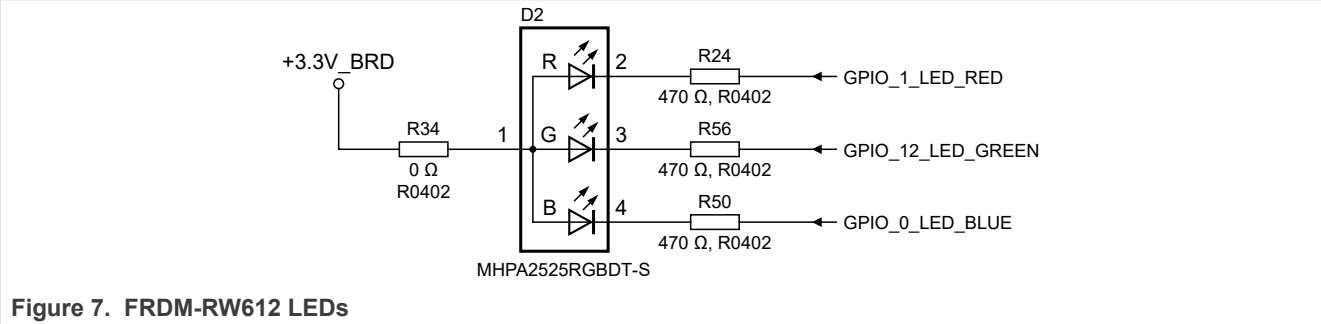 D2
+3.3V_BRD
R34
0 Ω
R0402
1
R
2
R24
470 Ω, R0402
GPIO_1_LED_RED
G
3
R56
470 Ω, R0402
GPIO_12_LED_GREEN
B
4
R50
470 Ω, R0402
GPIO_0_LED_BLUE
MHPA2525RGBDT-S
Figure 7. FRDM-RW612 LEDs